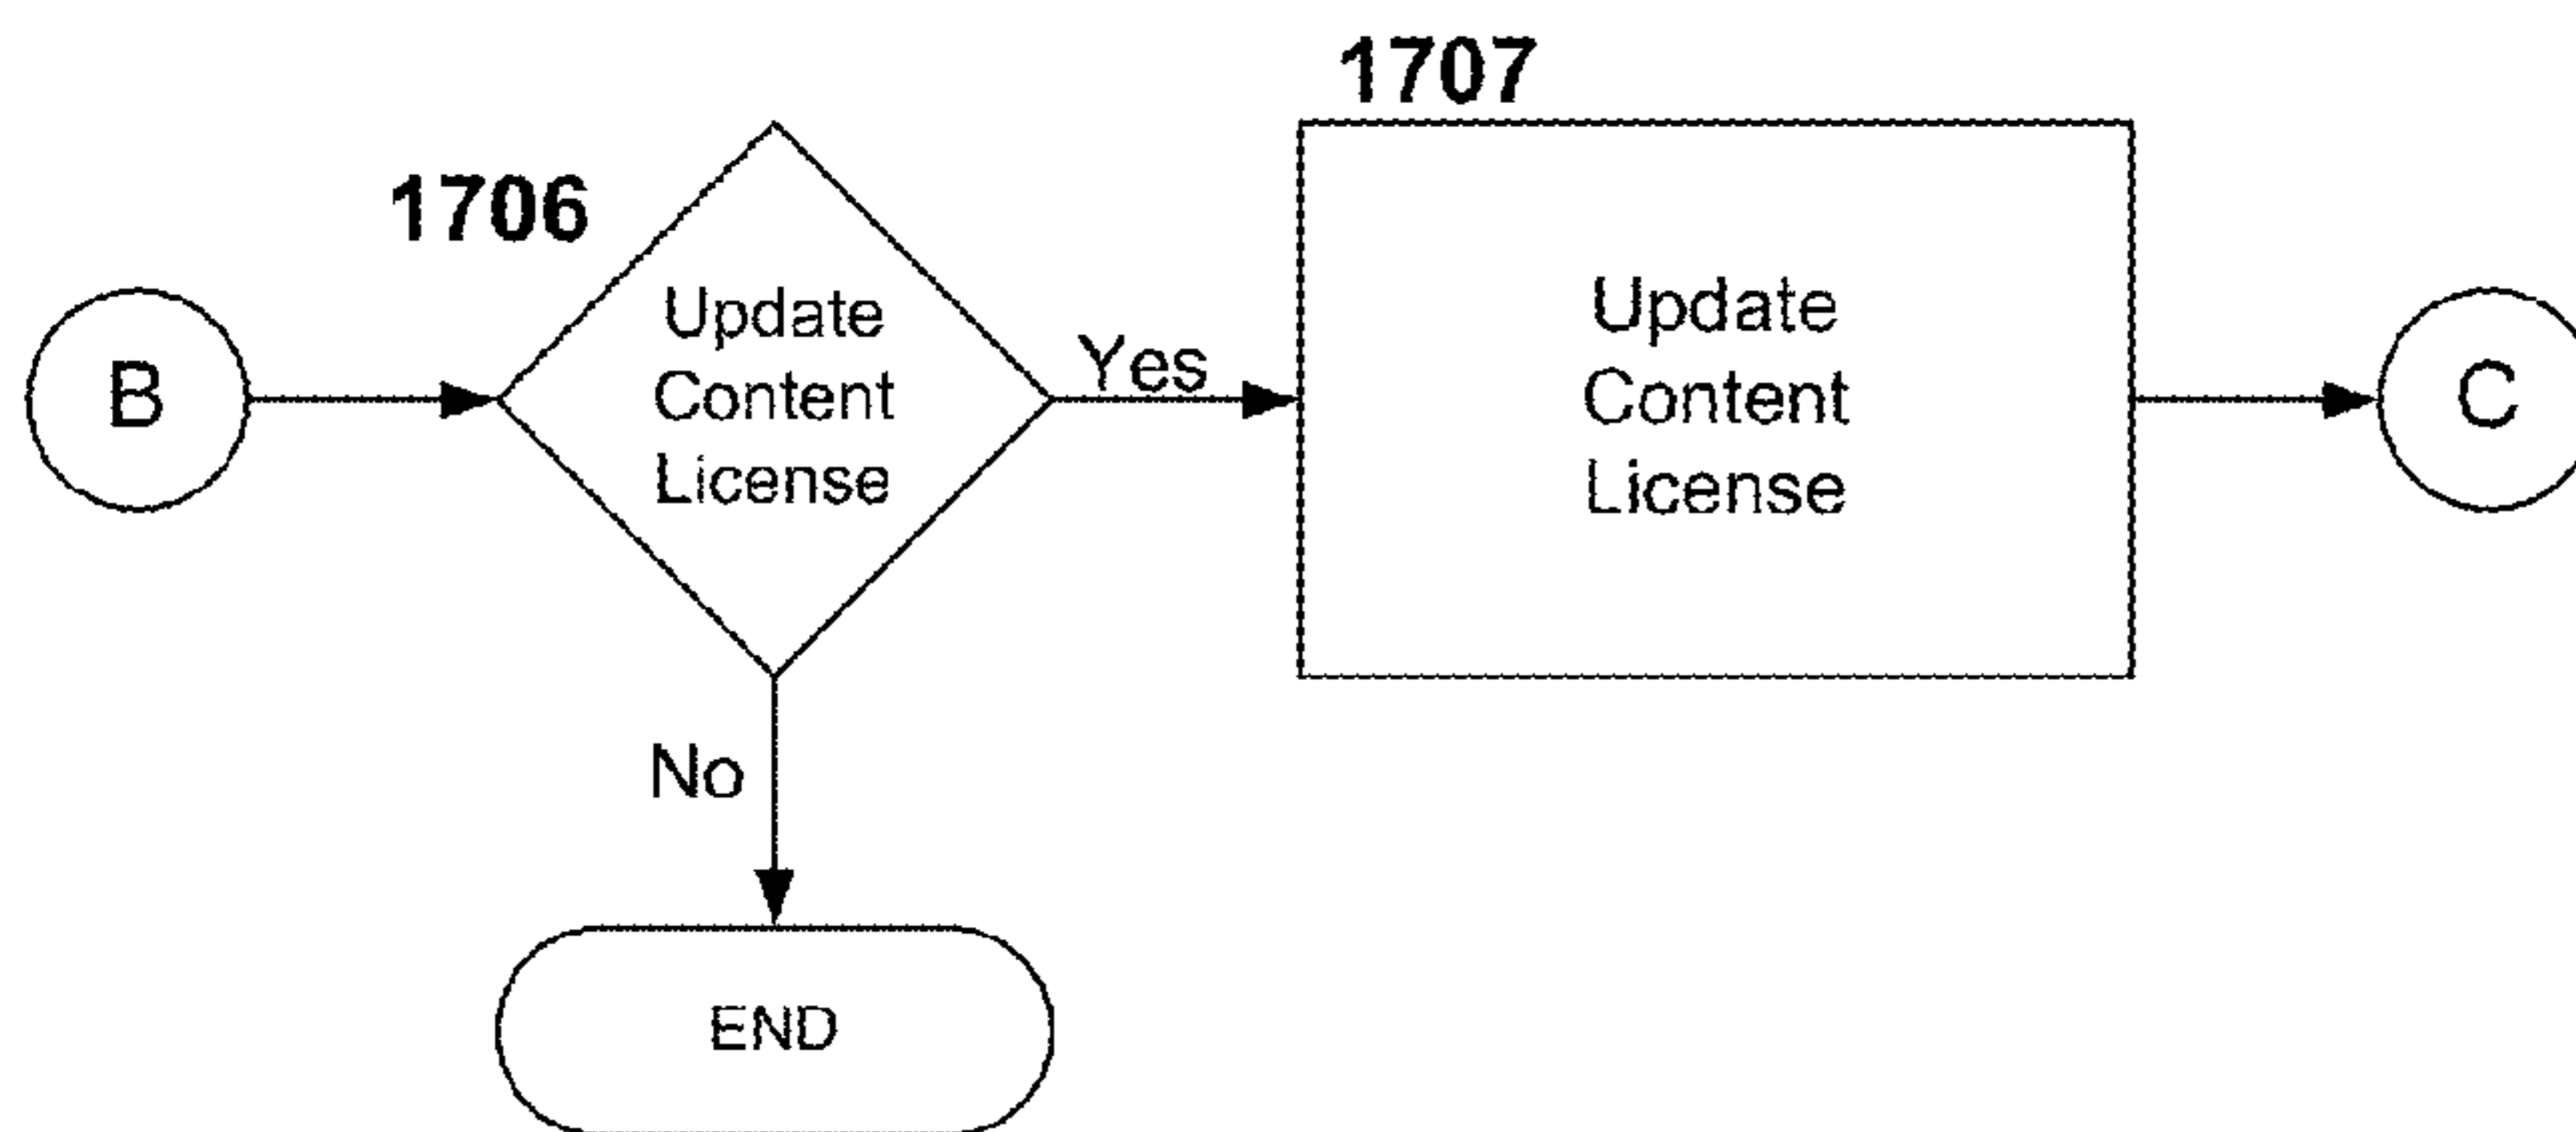 1707
1706
B
Update
Content
License
Yes
Update
Content
License
C
No
END